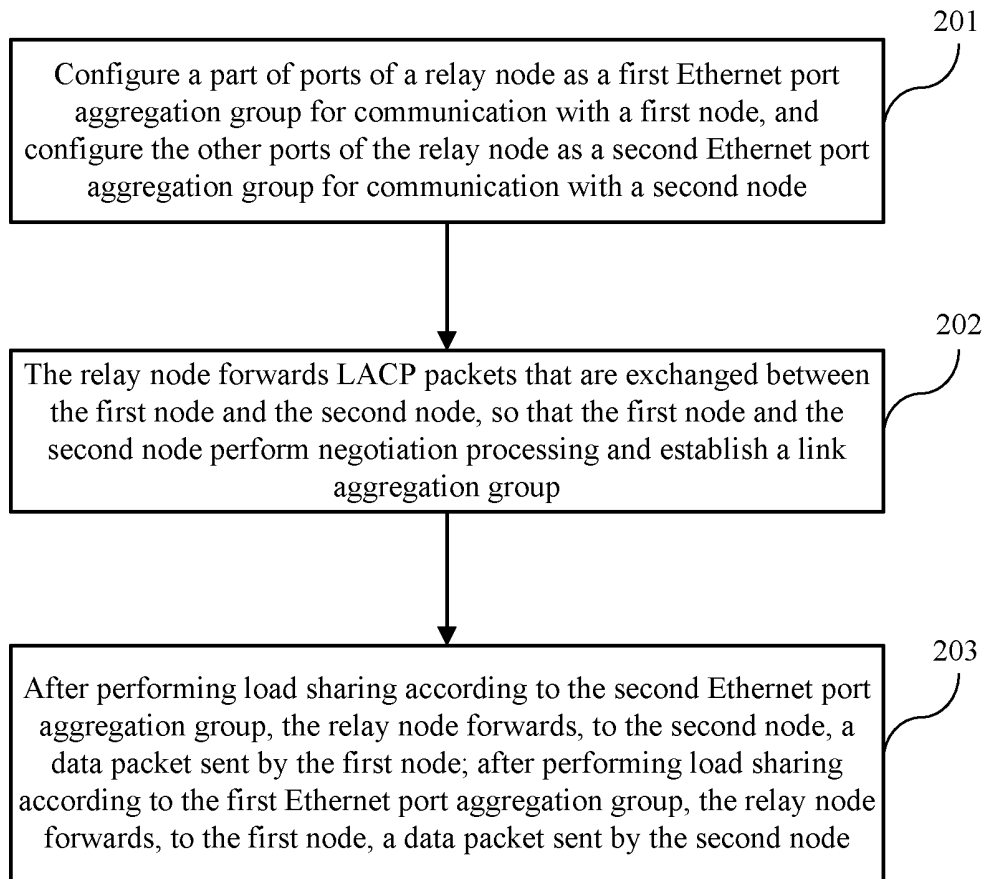 201
Configure a part of ports of a relay node as a first Ethernet port
aggregation group for communication with a first node, and
configure the other ports of the relay node as a second Ethernet port
aggregation group for communication with a second node
202
The relay node forwards LACP packets that are exchanged between
the first node and the second node, so that the first node and the
second node perform negotiation processing and establish a link
aggregation group
203
After performing load sharing according to the second Ethernet port
aggregation group, the relay node forwards, to the second node, a
data packet sent by the first node; after performing load sharing
according to the first Ethernet port aggregation group, the relay node
forwards, to the first node, a data packet sent by the second node